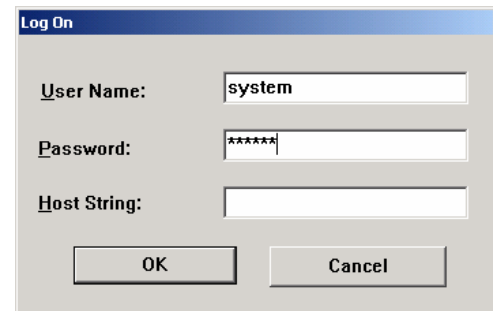 Log On
User Name: system
Password: ******
Host String:
OK Cancel